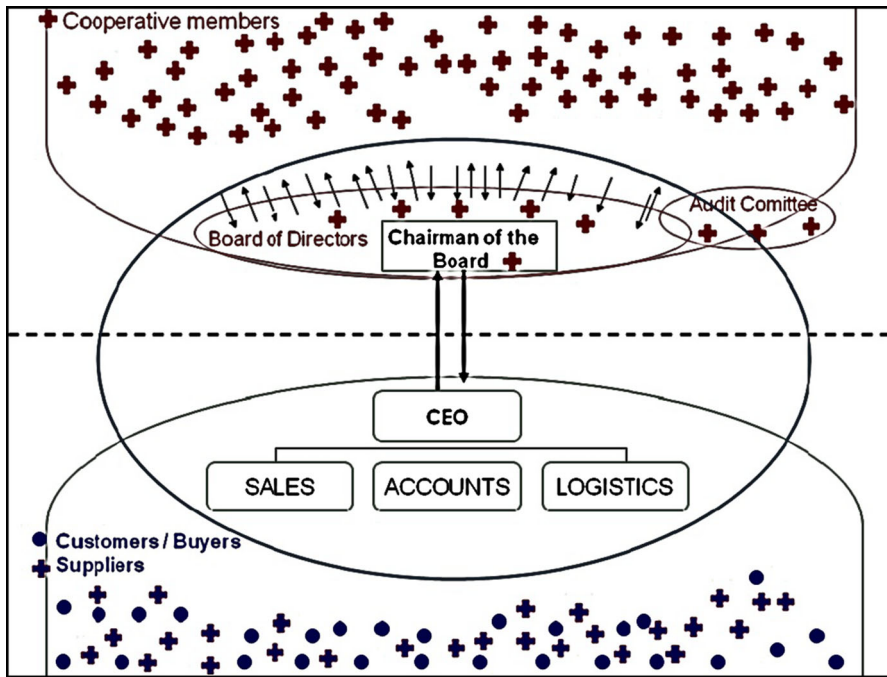 Cooperative members
Audit Comittee
Board of Directors
Chairman of the
Board
CEO
SALES
ACCOUNTS
LOGISTICS
Customers / Buyers
Suppliers